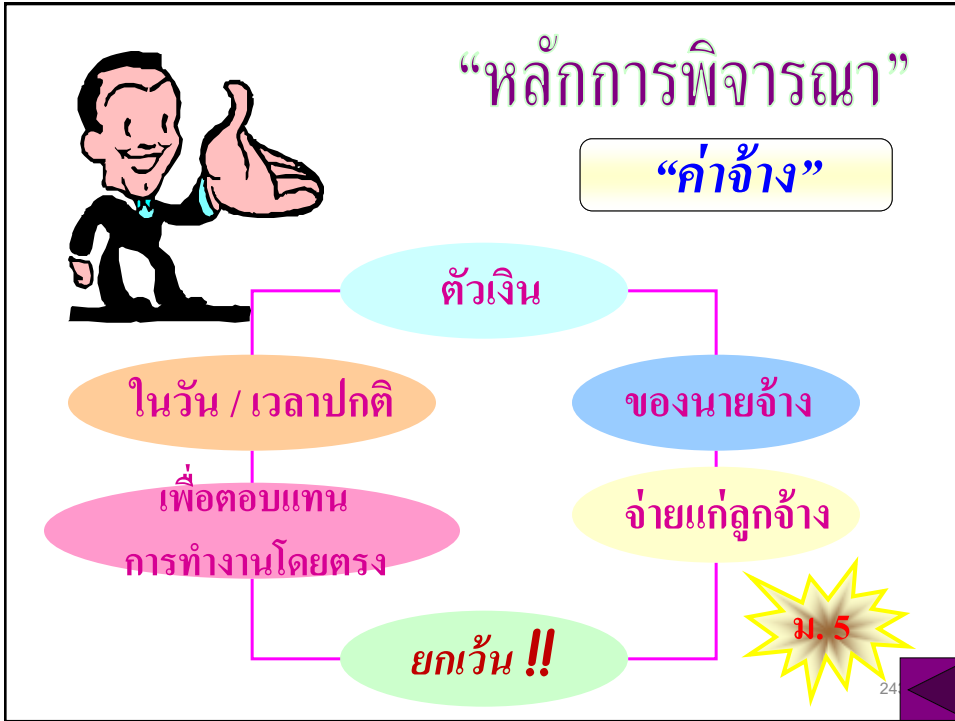 “หลักการพิจารณา”
“ค่าจ้าง”
ตัวเงิน
ในวัน / เวลาปกติ
ของนายจ้าง
เพื่อตอบแทน
การทำงานโดยตรง
จ่ายแก่ลูกจ้าง
ยกเว้น !!
ม. 5